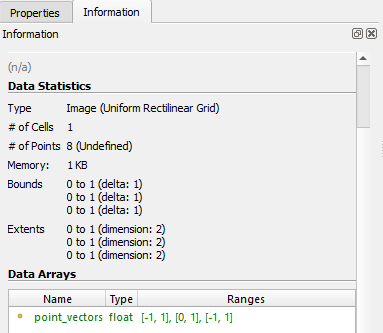 Properties Information
Information
(n/a)
Data Statistics
Type Image (Uniform Rectilinear Grid)
# of Cells 1
# of Points 8 (Undefined)
Memory: 1 KB
Bounds 0 to 1 (delta: 1)
0 to 1 (delta: 1)
0 to 1 (delta: 1)
Extents 0 to 1 (dimension: 2)
0 to 1 (dimension: 2)
0 to 1 (dimension: 2)
Data Arrays
Name Type Ranges
point_vectors float [-1, 1], [0, 1], [-1, 1]